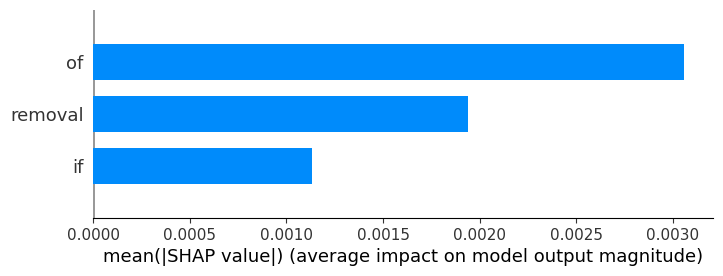 of
removal
if
0.0000 0.0005 0.0010 0.0015 0.0020 0.0025 0.0030
mean(|SHAP value|) (average impact on model output magnitude)